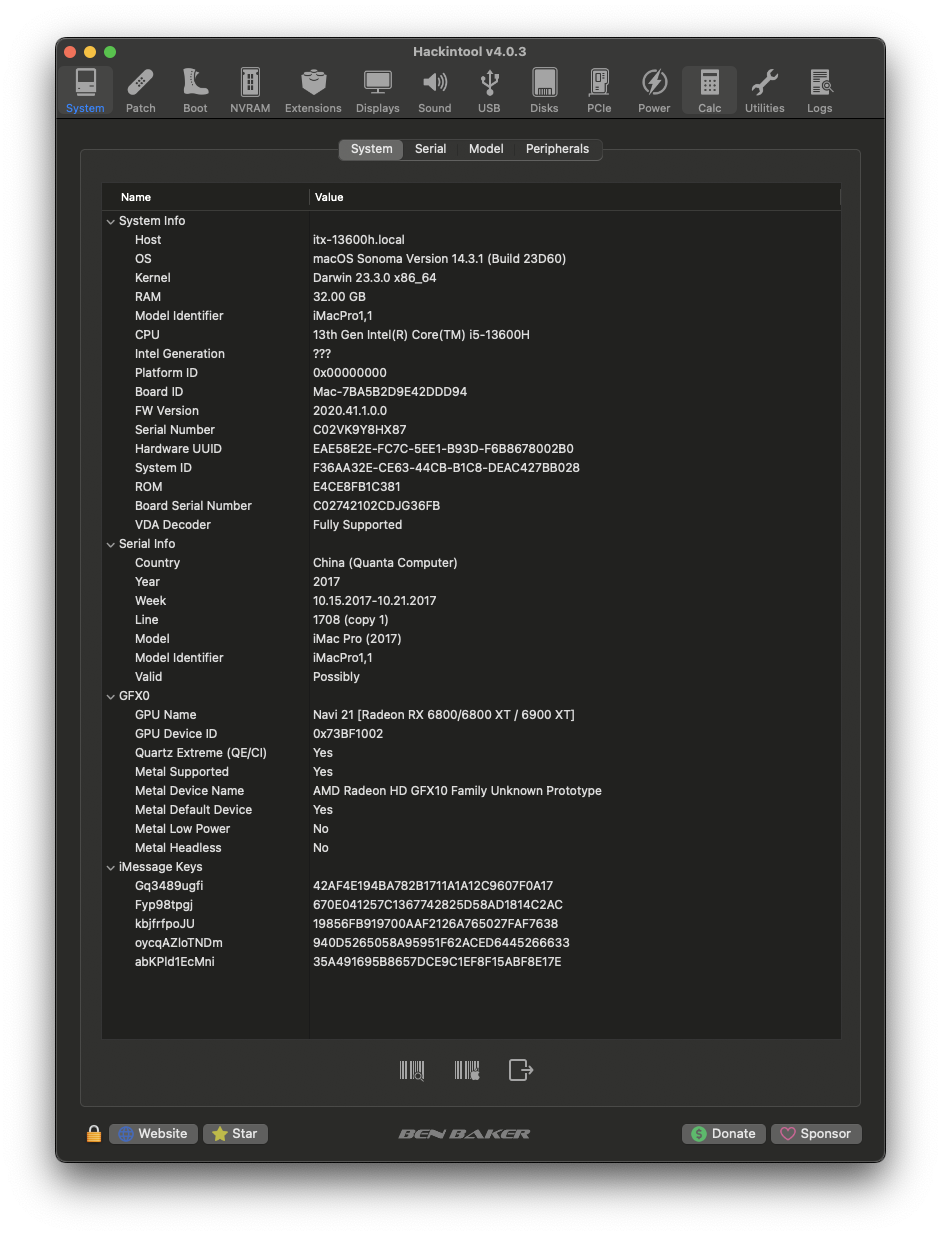 Hackintool v4.0.3
System Patch Boot NVRAM Extensions Displays Sound USB Disks PCIe Power Calc Utilities Logs
System Serial Model Peripherals
Name Value
System Info
Host itx-13600h.local
OS macOS Sonoma Version 14.3.1 (Build 23D60)
Kernel Darwin 23.3.0 x86_64
RAM 32.00 GB
Model Identifier iMacPro1,1
CPU 13th Gen Intel(R) Core(TM) i5-13600H
Intel Generation ???
Platform ID 0x00000000
Board ID Mac-7BA5B2D9E42DDD94
FW Version 2020.41.1.0.0
Serial Number C02VK9Y8HX87
Hardware UUID EAE58E2E-FC7C-5EE1-B93D-F6B8678002B0
System ID F36AA32E-CE63-44CB-B1C8-DEAC427BB028
ROM E4CE8FB1C381
Board Serial Number C02742102CDJG36FB
VDA Decoder Fully Supported
Serial Info
Country China (Quanta Computer)
Year 2017
Week 10.15.2017-10.21.2017
Line 1708 (copy 1)
Model iMac Pro (2017)
Model Identifier iMacPro1,1
Valid Possibly
GFX0
GPU Name Navi 21 [Radeon RX 6800/6800 XT / 6900 XT]
GPU Device ID 0x73BF1002
Quartz Extreme (QE/CI) Yes
Metal Supported Yes
Metal Device Name AMD Radeon HD GFX10 Family Unknown Prototype
Metal Default Device Yes
Metal Low Power No
Metal Headless No
iMessage Keys
Gq3489ugfi 42AF4E194BA782B1711A1A12C9607F0A17
Fyp98tpgj 670E041257C1367742825D58AD1814C2AC
kbjfrfpoJU 19856FB919700AAF2126A765027FAF7638
oycqAZloTNDm 940D5265058A95951F62ACED6445266633
abKPld1EcMni 35A491695B8657DCE9C1EF8F15ABF8E17E
Website Star BEN BAKER Donate Sponsor